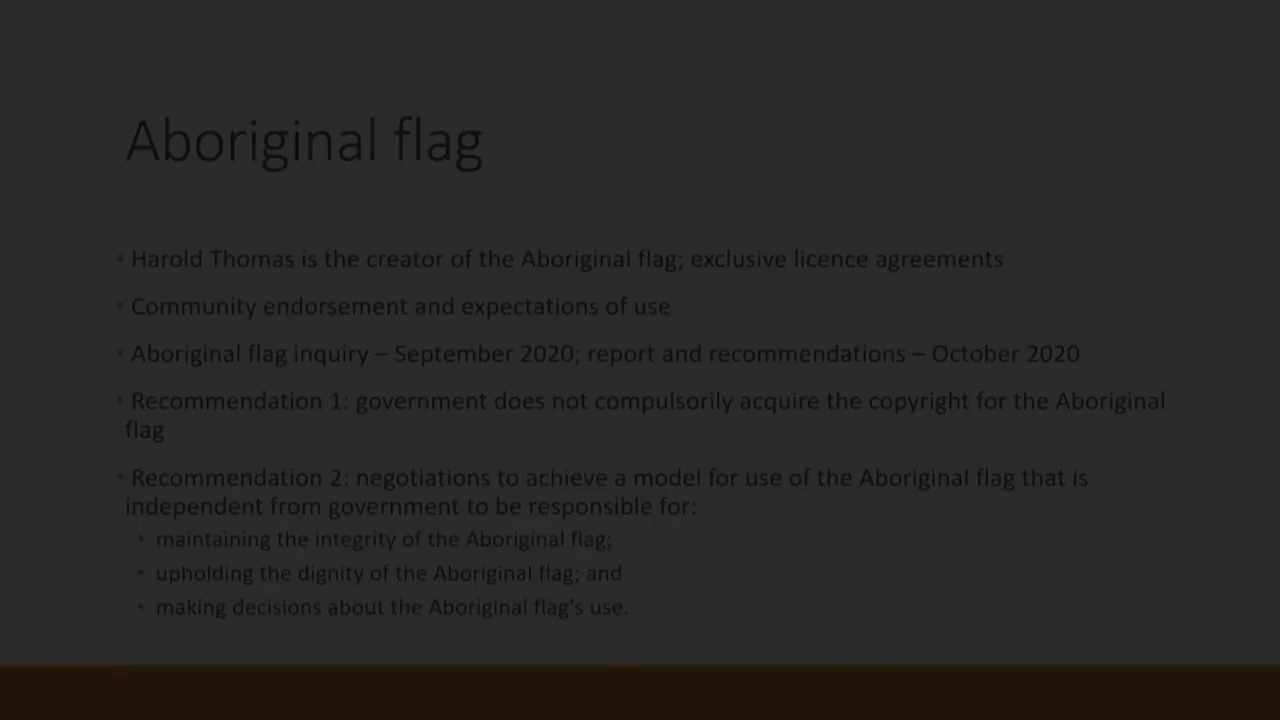 Aboriginal flag
• Harold Thomas is the creator of the Aboriginal flag; exclusive licence agreements
• Community endorsement and expectations of use
• Aboriginal flag inquiry – September 2020; report and recommendations – October 2020
• Recommendation 1: government does not compulsorily acquire the copyright for the Aboriginal
flag
• Recommendation 2: negotiations to achieve a model for use of the Aboriginal flag that is
independent from government to be responsible for:
• maintaining the integrity of the Aboriginal flag;
• upholding the dignity of the Aboriginal flag; and
• making decisions about the Aboriginal flag's use.